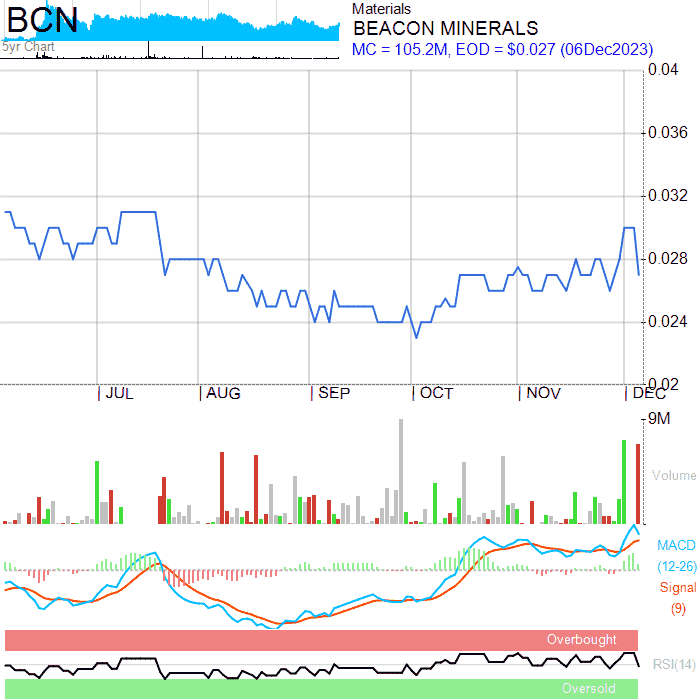 BCN
5yr Chart
Materials
BEACON MINERALS
MC = 105.2M, EOD = $0.027 (06Dec2023)
0.04
0.036
0.032
0.028
0.024
0.02
JUL
AUG
SEP
OCT
NOV
DEC
9M
Volume
MACD
(12-26)
Signal
(9)
Overbought
RSI(14)
Oversold